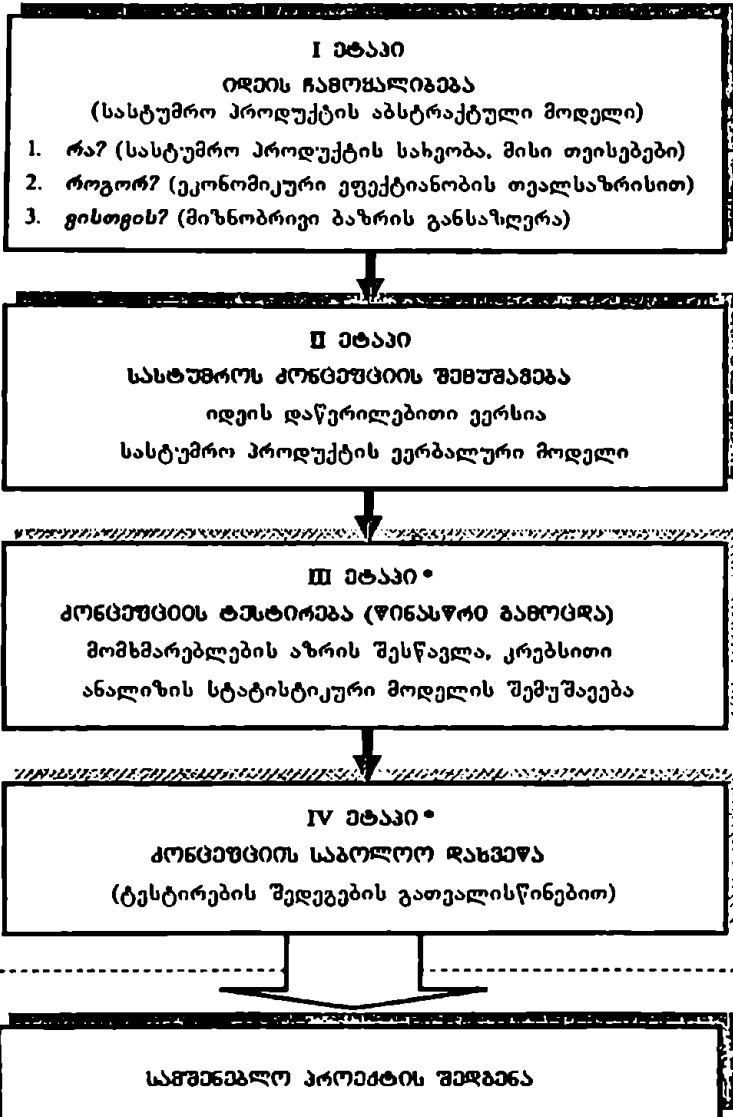 I ეტაპი
იდეის ჩამოყალიბება
(სასტუმრო პროდუქტის აბსტრაქტული მოდელი)
1. რა? (სასტუმრო პროდუქტის სახეობა, მისი თვისებები)
2. როგორ? (ეკონომიკური ეფექტიანობის თვალსაზრისით)
3. ვისთვის? (მიზნობრივი ბაზრის განსაზღვრა)
II ეტაპი
სასტუმროს კონცეფციის შემუშავება
იდეის დაწვრილებითი ვერსია
სასტუმრო პროდუქტის ვერბალური მოდელი
III ეტაპი*
კონცეფციის ტესტირება (წინასწრი გამოცდა)
მომხმარებლების აზრის შესწავლა, კრებსითი
ანალიზის სტატისტიკური მოდელის შემუშავება
IV ეტაპი*
კონცეფციის საბოლოო დახვეწა
(ტესტირების შედეგების გათვალისწინებით)
სამშენებლო პროექტის შედგენა